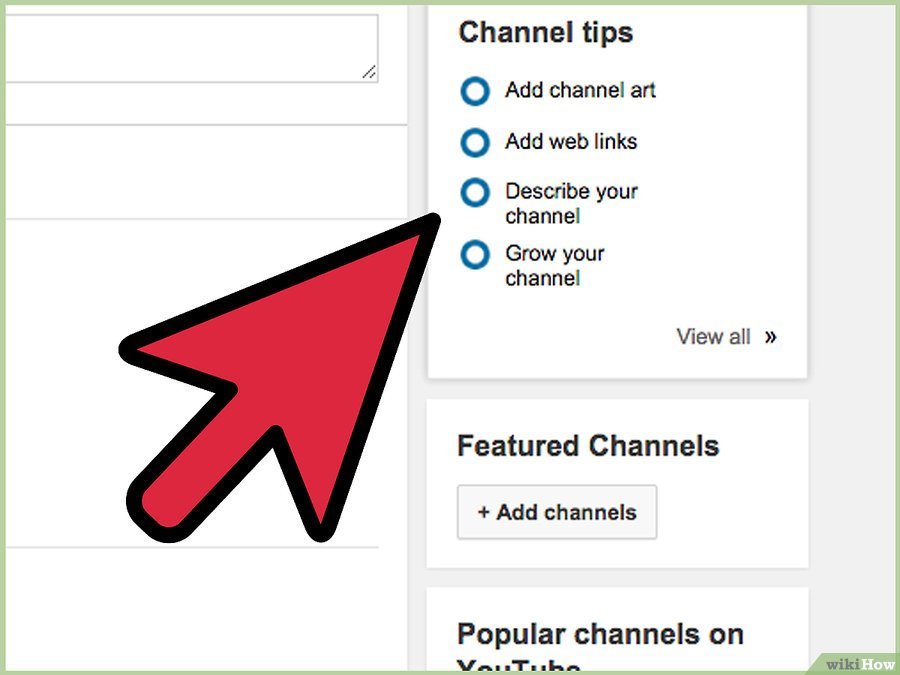 Channel tips
Add channel art
Add web links
Describe your
channel
Grow your
channel
View all »
Featured Channels
+ Add channels
Popular channels on
YouTube
wikiHow